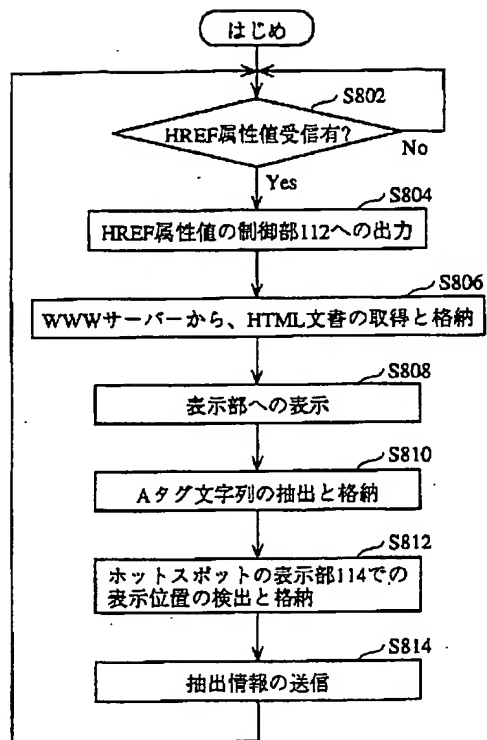 はじめ
S802
HREF属性値受信有?
No
Yes
S804
HREF属性値の制御部112への出力
S806
WWWサーバーから、HTML文書の取得と格納
S808
表示部への表示
S810
Aタグ文字列の抽出と格納
S812
ホットスポットの表示部114での
表示位置の検出と格納
S814
抽出情報の送信